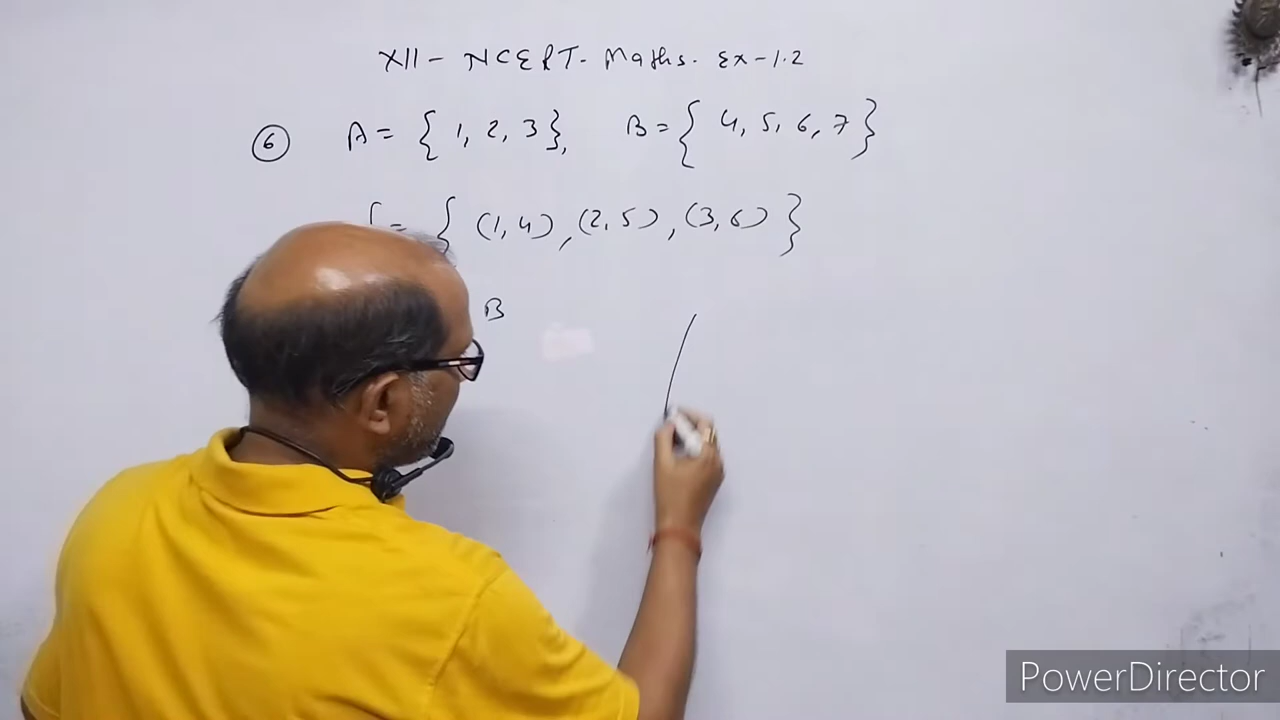 XII - NCERT - Maths. Ex - 1.2
6 A = { 1, 2, 3 }, B = { 4, 5, 6, 7 }
f = { (1, 4), (2, 5), (3, 6) }
B
PowerDirector